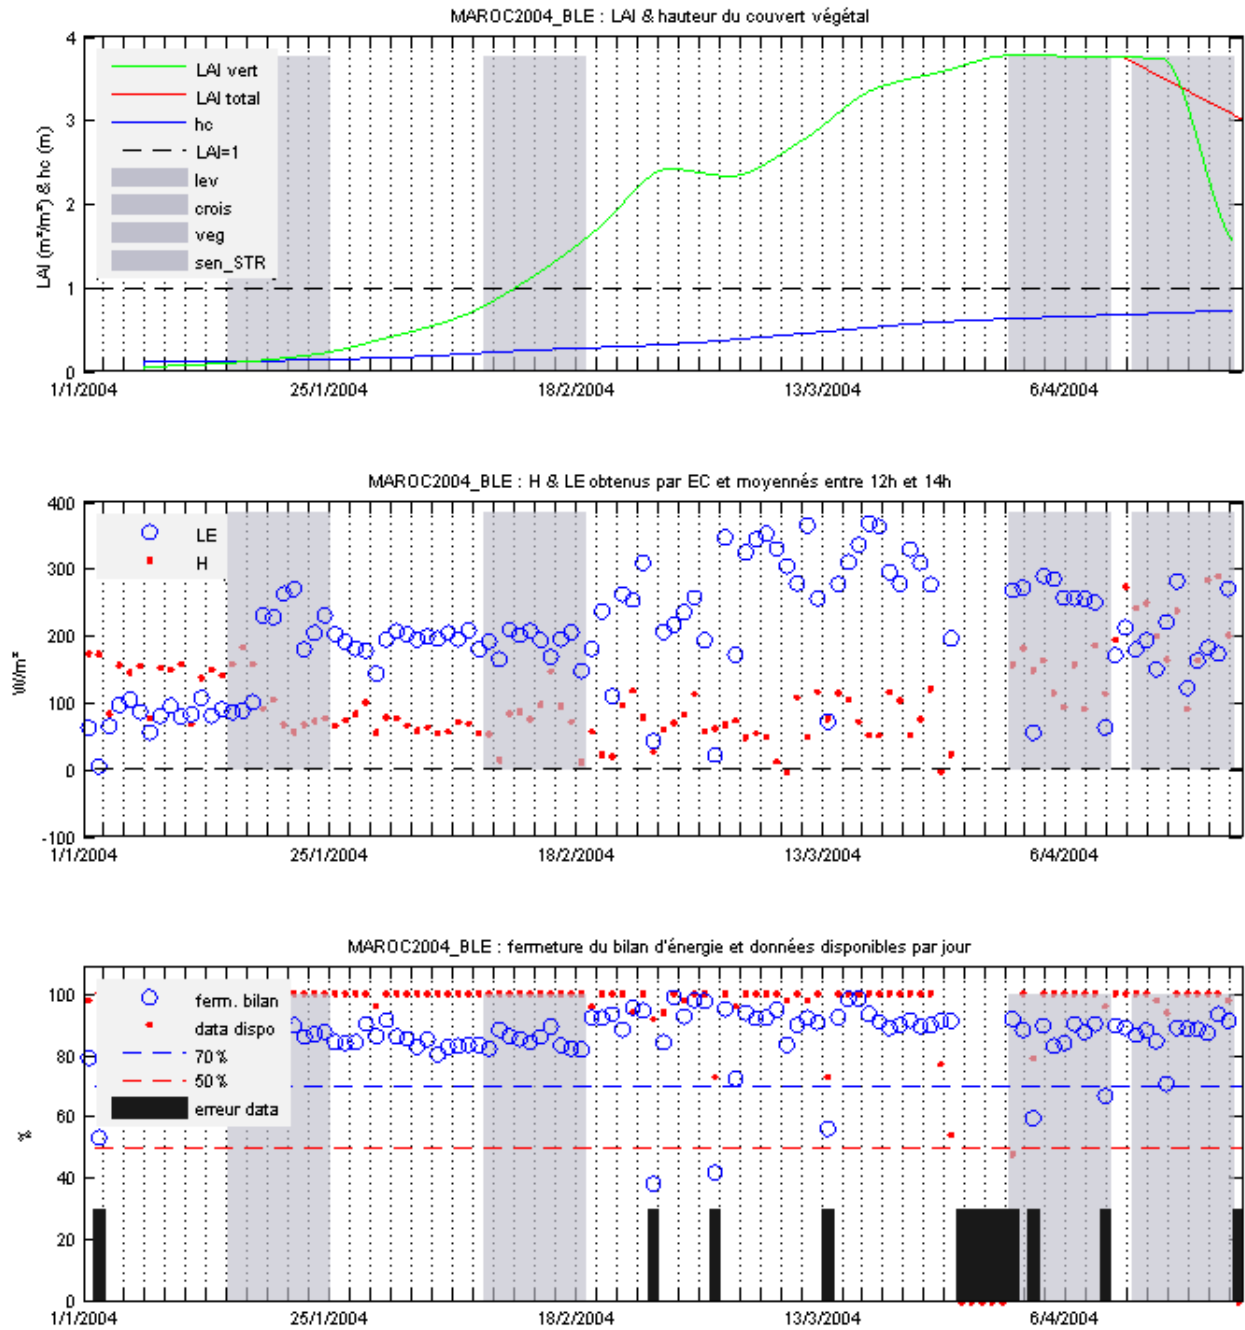 MAROC2004_BLE : LAI & hauteur du couvert végétal
LAI (m²/m²) & hc (m)
4
3
2
1
0
LAI vert
LAI total
hc
LAI=1
lev
crois
veg
sen_STR
1/1/2004 25/1/2004 18/2/2004 13/3/2004 6/4/2004
MAROC2004_BLE : H & LE obtenus par EC et moyennés entre 12h et 14h
W/m²
400
300
200
100
0
-100
LE
H
1/1/2004 25/1/2004 18/2/2004 13/3/2004 6/4/2004
MAROC2004_BLE : fermeture du bilan d'énergie et données disponibles par jour
%
100
80
60
40
20
0
ferm. bilan
data dispo
70 %
50 %
erreur data
1/1/2004 25/1/2004 18/2/2004 13/3/2004 6/4/2004